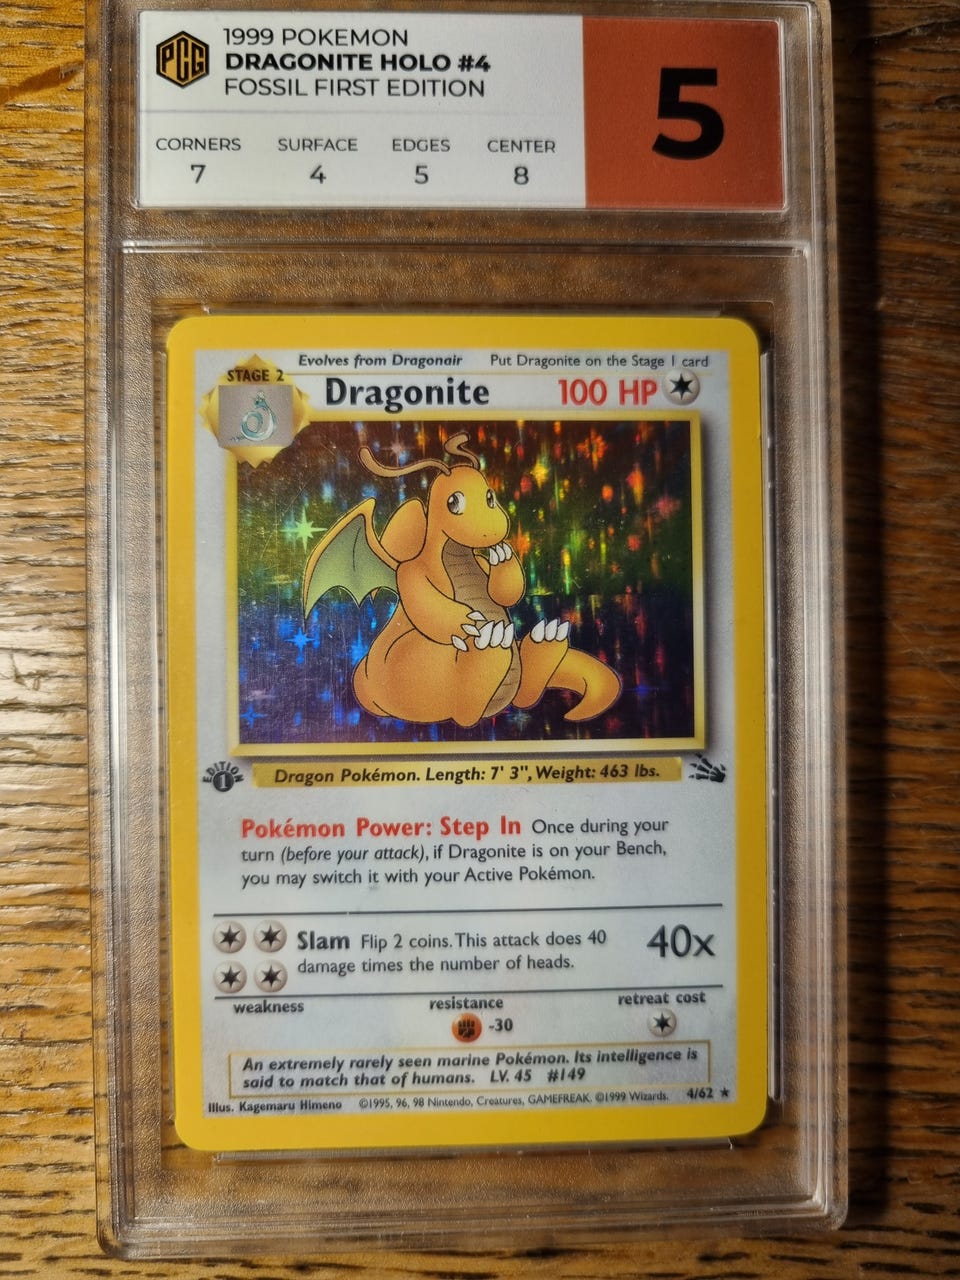 PCG
1999 POKEMON
DRAGONITE HOLO #4
FOSSIL FIRST EDITION
5
CORNERS SURFACE EDGES CENTER
7 4 5 8
Evolves from Dragonair Put Dragonite on the Stage 1 card
STAGE 2
Dragonite 100 HP
EDITION
1
Dragon Pokémon. Length: 7' 3", Weight: 463 lbs.
Pokémon Power: Step In Once during your
turn (before your attack), if Dragonite is on your Bench,
you may switch it with your Active Pokémon.
Slam Flip 2 coins. This attack does 40
damage times the number of heads.
40x
weakness resistance retreat cost
-30
An extremely rarely seen marine Pokémon. Its intelligence is
said to match that of humans. LV. 45 #149
Illus. Kagemaru Himeno ©1995, 96, 98 Nintendo, Creatures, GAMEFREAK. ©1999 Wizards. 4/62 ★